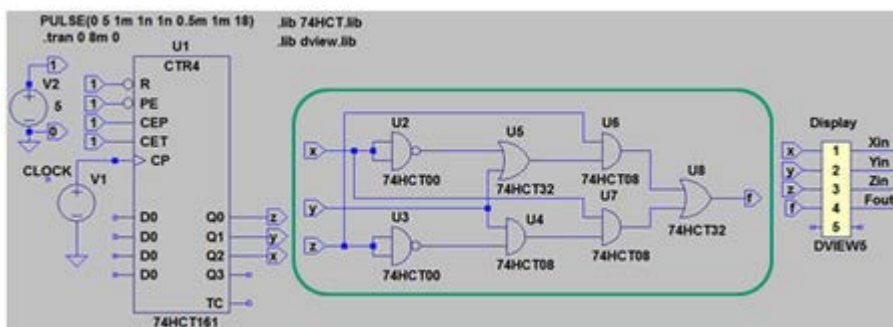 PULSE(0 5 1m 1n 1n 0.5m 1m 18)
.lib 74HCT.lib
.tran 0 8m 0
.lib dview.lib
U1
CTR4
1
V2
5
0
1
R
1
PE
1
CEP
1
CET
CP
CLOCK
V1
D0
Q0
z
D0
Q1
y
D0
Q2
x
D0
Q3
TC
74HCT161
x
y
z
U2
74HCT00
U3
74HCT00
U5
74HCT32
U4
74HCT08
U6
74HCT08
U7
74HCT08
U8
74HCT32
f
Display
x
1
Xin
y
2
Yin
z
3
Zin
f
4
Fout
5
DVIEW5